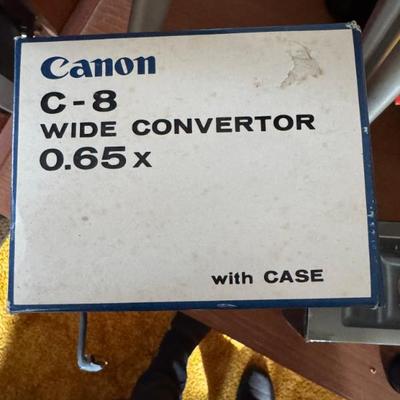 Canon
C-8
WIDE CONVERTOR
0.65x
with CASE